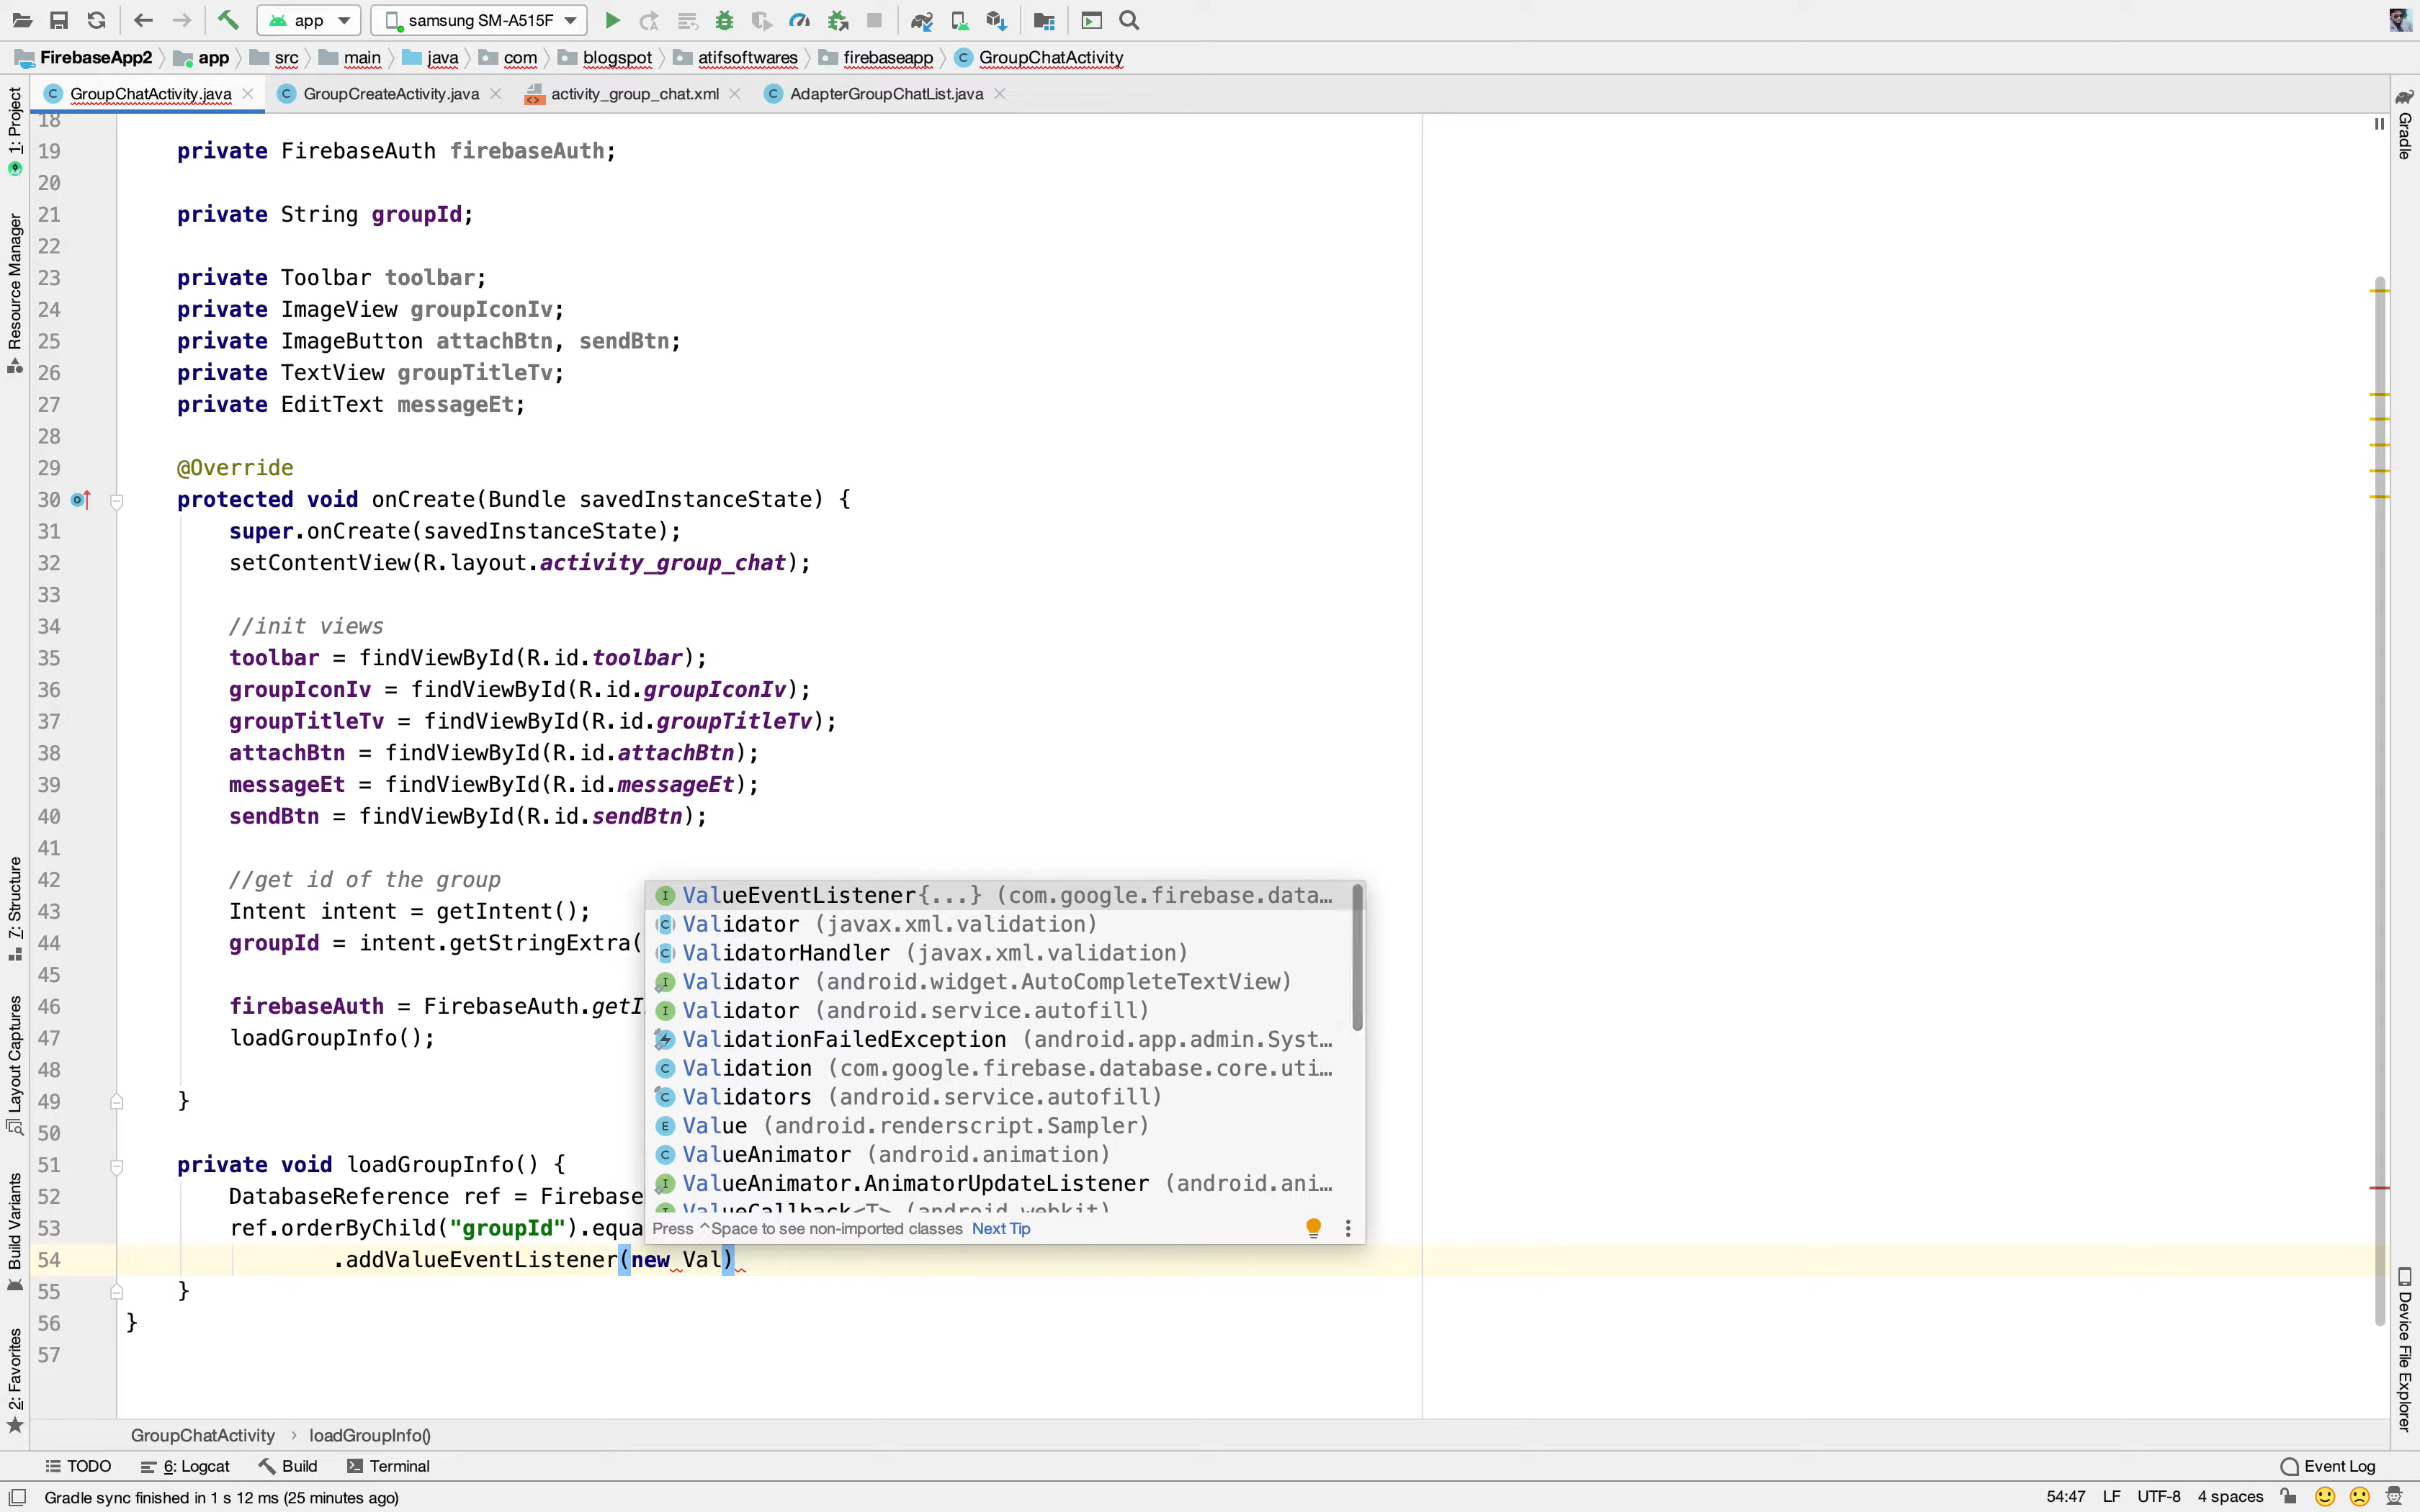 app
samsung SM-A515F
FirebaseApp2 app src main java com blogspot atifsoftwares firebaseapp GroupChatActivity
GroupChatActivity.java GroupCreateActivity.java activity_group_chat.xml AdapterGroupChatList.java
1: Project
Resource Manager
7: Structure
Layout Captures
Build Variants
2: Favorites
Gradle
Device File Explorer
18
19 private FirebaseAuth firebaseAuth;
20
21 private String groupId;
22
23 private Toolbar toolbar;
24 private ImageView groupIconIv;
25 private ImageButton attachBtn, sendBtn;
26 private TextView groupTitleTv;
27 private EditText messageEt;
28
29 @Override
30 protected void onCreate(Bundle savedInstanceState) {
31 super.onCreate(savedInstanceState);
32 setContentView(R.layout.activity_group_chat);
33
34 //init views
35 toolbar = findViewById(R.id.toolbar);
36 groupIconIv = findViewById(R.id.groupIconIv);
37 groupTitleTv = findViewById(R.id.groupTitleTv);
38 attachBtn = findViewById(R.id.attachBtn);
39 messageEt = findViewById(R.id.messageEt);
40 sendBtn = findViewById(R.id.sendBtn);
41
42 //get id of the group
43 Intent intent = getIntent();
44 groupId = intent.getStringExtra(
45
46 firebaseAuth = FirebaseAuth.getI
47 loadGroupInfo();
48
49 }
50
51 private void loadGroupInfo() {
52 DatabaseReference ref = Firebase
53 ref.orderByChild("groupId").equa
54 .addValueEventListener(new Val)
55 }
56 }
57
ValueEventListener{...} (com.google.firebase.data…
Validator (javax.xml.validation)
ValidatorHandler (javax.xml.validation)
Validator (android.widget.AutoCompleteTextView)
Validator (android.service.autofill)
ValidationFailedException (android.app.admin.Syst…
Validation (com.google.firebase.database.core.uti…
Validators (android.service.autofill)
Value (android.renderscript.Sampler)
ValueAnimator (android.animation)
ValueAnimator.AnimatorUpdateListener (android.ani…
ValueCallback<T> (android.webkit)
Press ^Space to see non-imported classes Next Tip
GroupChatActivity › loadGroupInfo()
TODO 6: Logcat Build Terminal Event Log
Gradle sync finished in 1 s 12 ms (25 minutes ago) 54:47 LF UTF-8 4 spaces